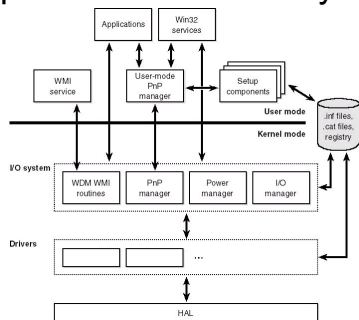 Applications
Win32
services
WMI
service
User-mode
PnP
manager
Setup
components
User mode
Kernel mode
.inf files,
.cat files,
registry
I/O system
WDM WMI
routines
PnP
manager
Power
manager
I/O
manager
Drivers
...
HAL